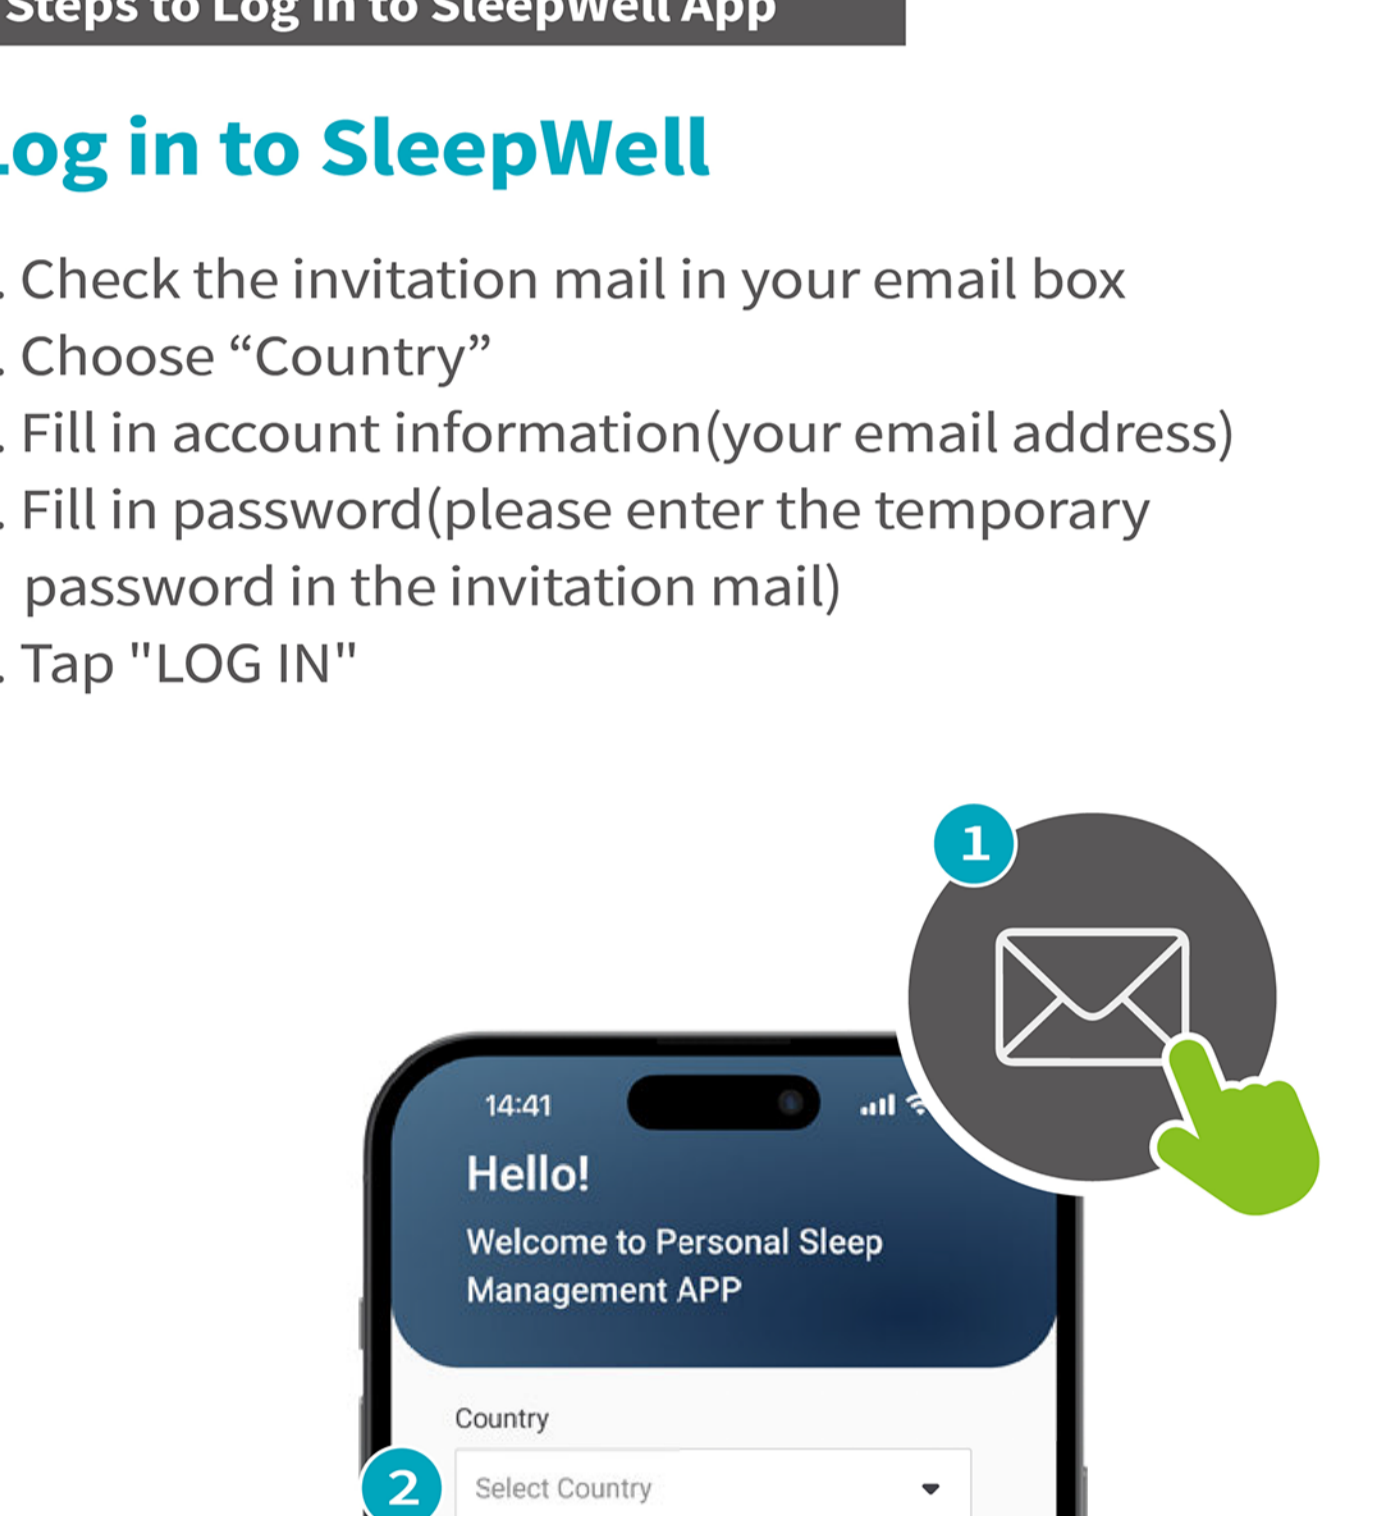 Steps to Log in to SleepWell App
Log in to SleepWell
. Check the invitation mail in your email box
. Choose “Country”
. Fill in account information(your email address)
. Fill in password(please enter the temporary
password in the invitation mail)
. Tap "LOG IN"
1
14:41
Hello!
Welcome to Personal Sleep
Management APP
Country
2
Select Country